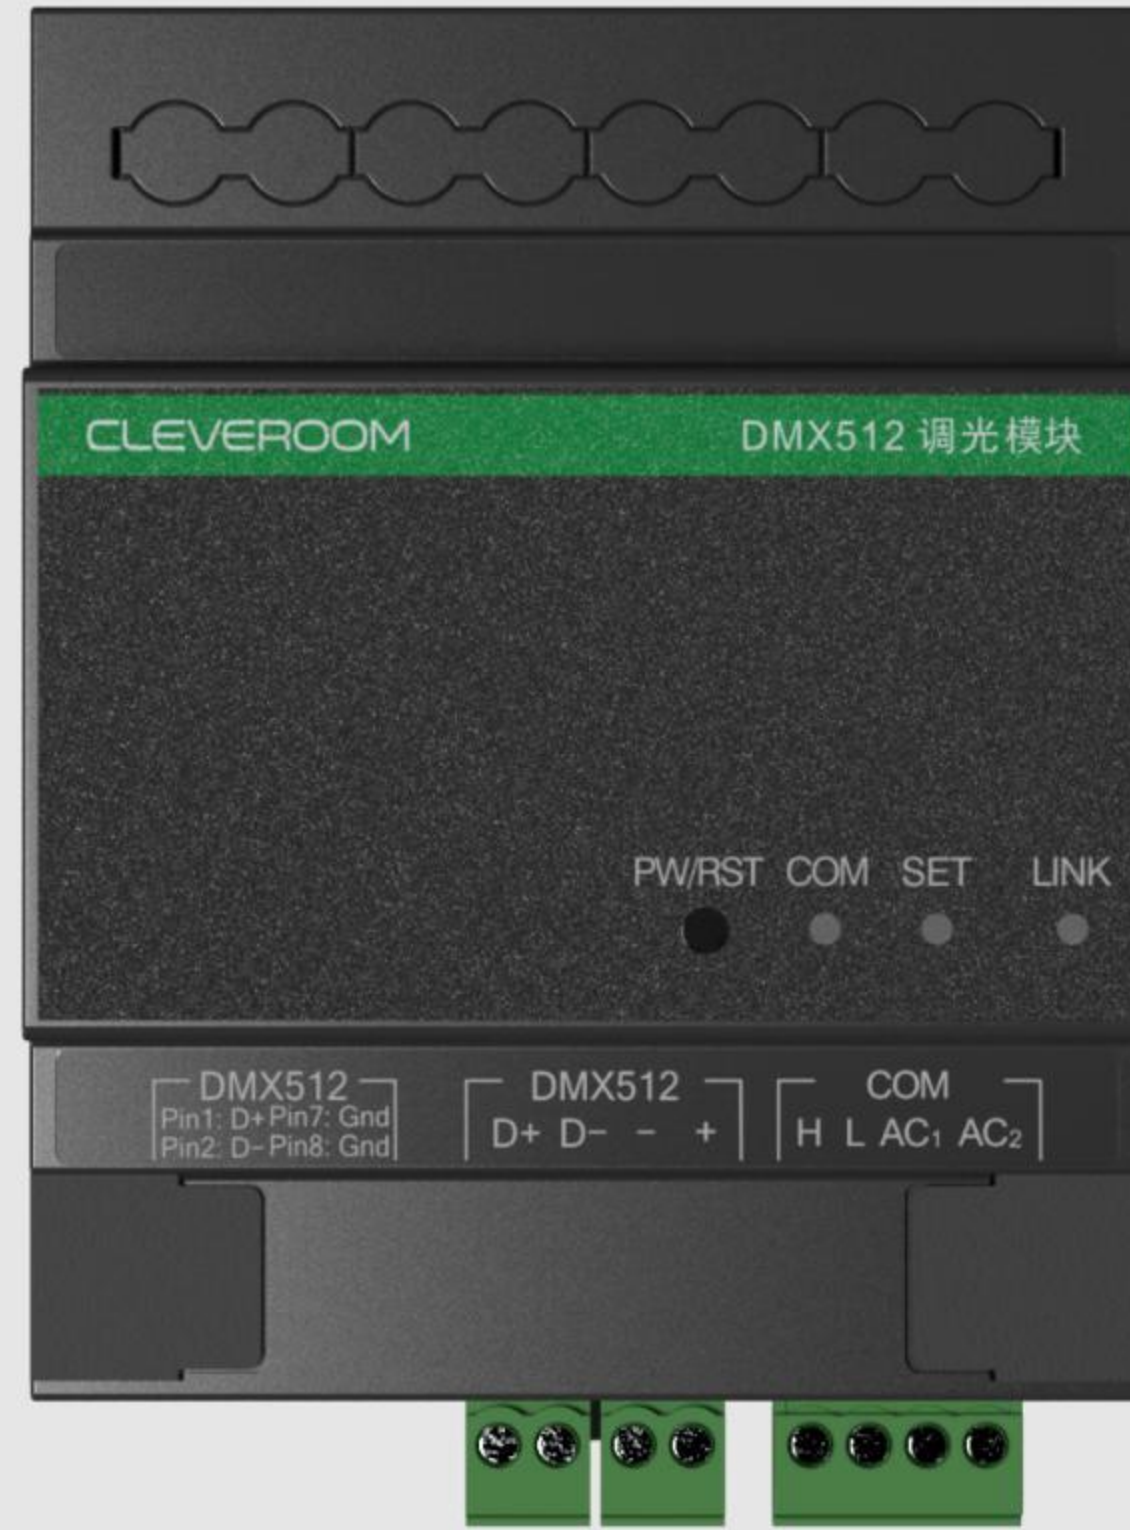 CLEVEROOM DMX512 调光模块
PW/RST COM SET LINK
DMX512 DMX512 COM
Pin1: D+ Pin7: Gnd
Pin2: D- Pin8: Gnd
D+ D- - +
H L AC1 AC2